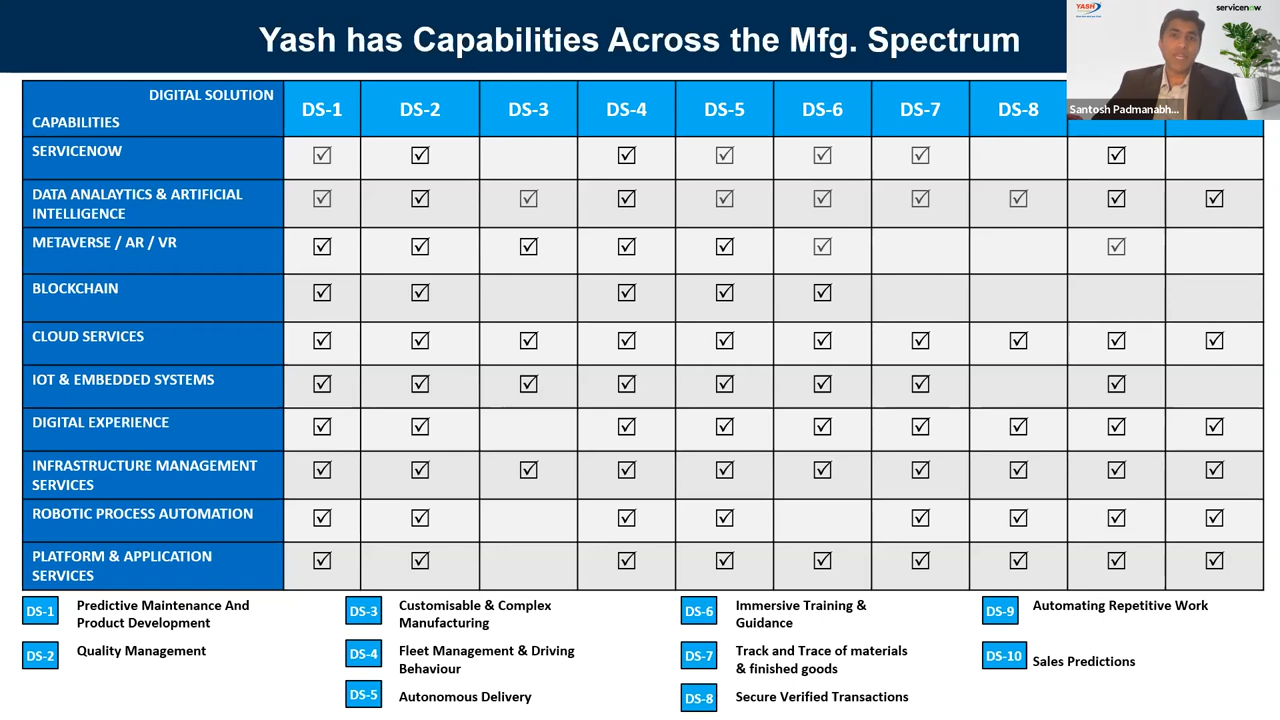 Yash has Capabilities Across the Mfg. Spectrum
YASH
servicenow
Santosh Padmanabh...
DIGITAL SOLUTION
CAPABILITIES
DS-1 DS-2 DS-3 DS-4 DS-5 DS-6 DS-7 DS-8
SERVICENOW
DATA ANALAYTICS & ARTIFICIAL
INTELLIGENCE
METAVERSE / AR / VR
BLOCKCHAIN
CLOUD SERVICES
IOT & EMBEDDED SYSTEMS
DIGITAL EXPERIENCE
INFRASTRUCTURE MANAGEMENT
SERVICES
ROBOTIC PROCESS AUTOMATION
PLATFORM & APPLICATION
SERVICES
DS-1 Predictive Maintenance And
Product Development
DS-2 Quality Management
DS-3 Customisable & Complex
Manufacturing
DS-4 Fleet Management & Driving
Behaviour
DS-5 Autonomous Delivery
DS-6 Immersive Training &
Guidance
DS-7 Track and Trace of materials
& finished goods
DS-8 Secure Verified Transactions
DS-9 Automating Repetitive Work
DS-10 Sales Predictions